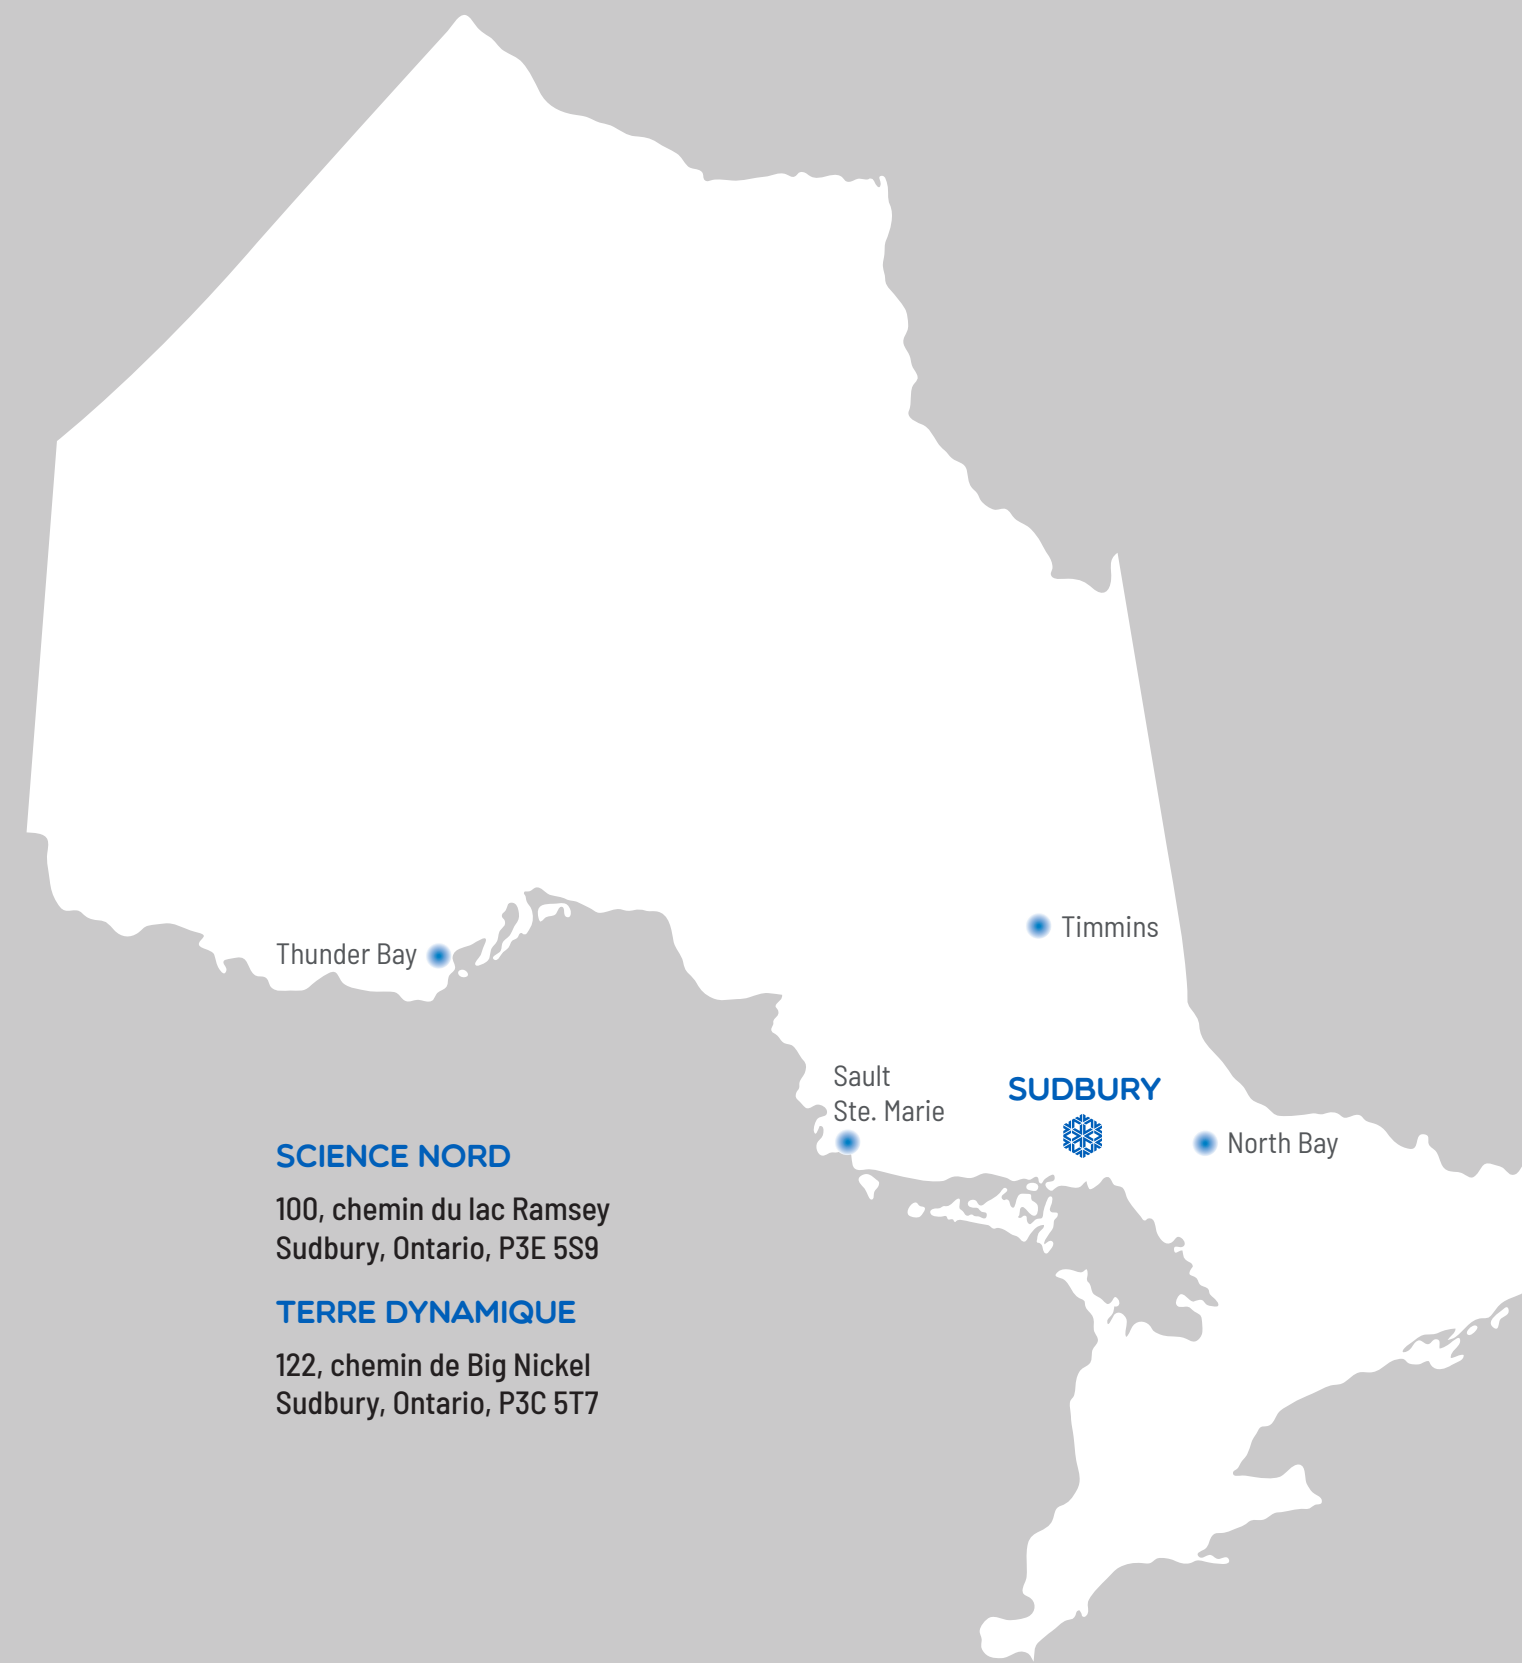 Timmins
Thunder Bay
Sault
Ste. Marie
SUDBURY
North Bay
SCIENCE NORD
100, chemin du lac Ramsey
Sudbury, Ontario, P3E 5S9
TERRE DYNAMIQUE
122, chemin de Big Nickel
Sudbury, Ontario, P3C 5T7